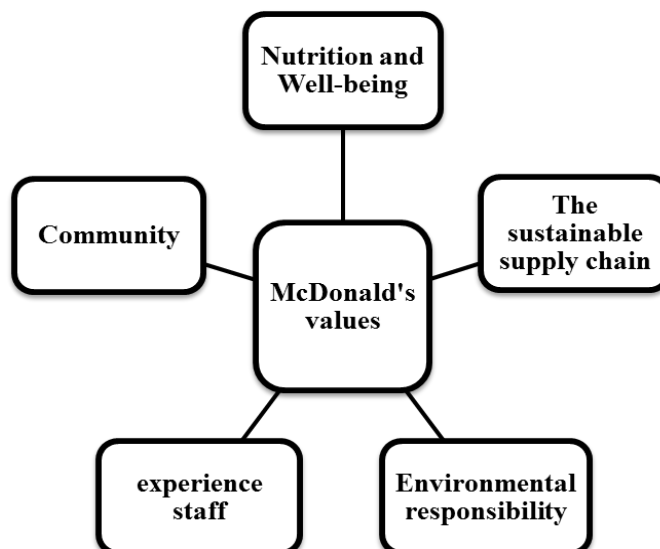 Nutrition and
Well-being
Community
The
sustainable
supply chain
McDonald's
values
experience
staff
Environmental
responsibility